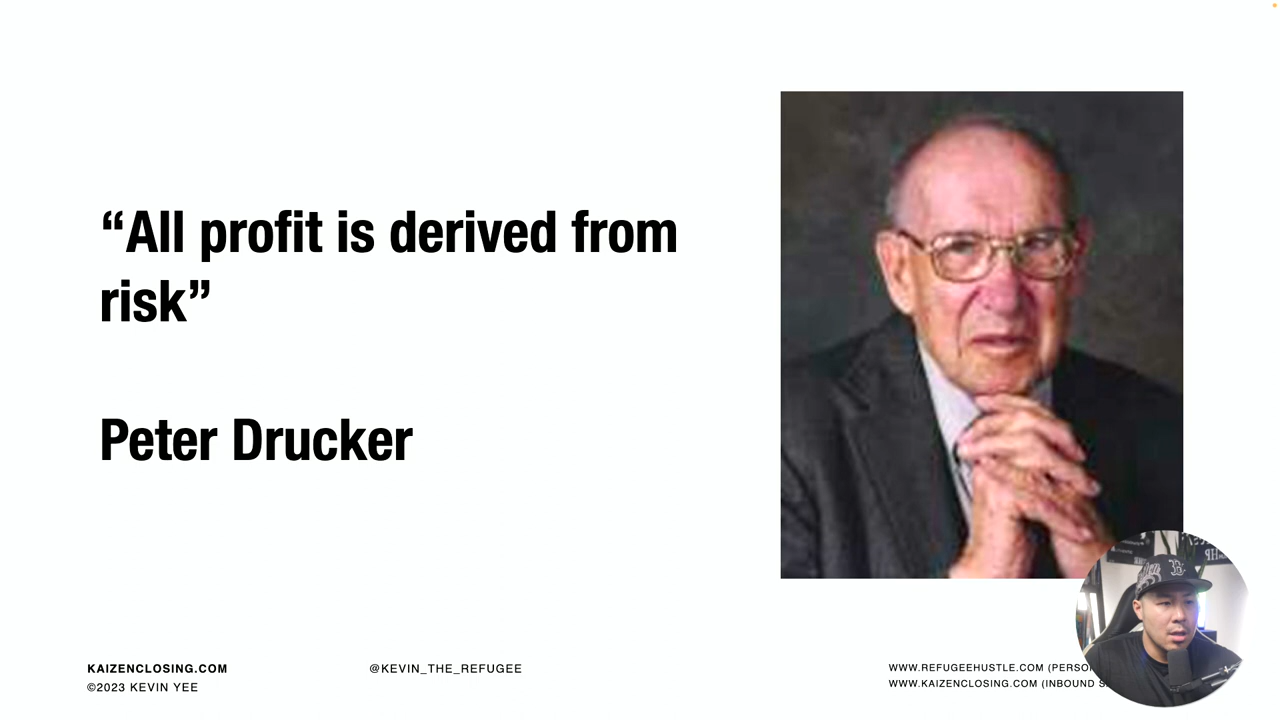 “All profit is derived from
risk”
Peter Drucker
KAIZENCLOSING.COM
©2023 KEVIN YEE
@KEVIN_THE_REFUGEE
WWW.REFUGEEHUSTLE.COM
WWW.KAIZENCLOSING.COM (INBOUND